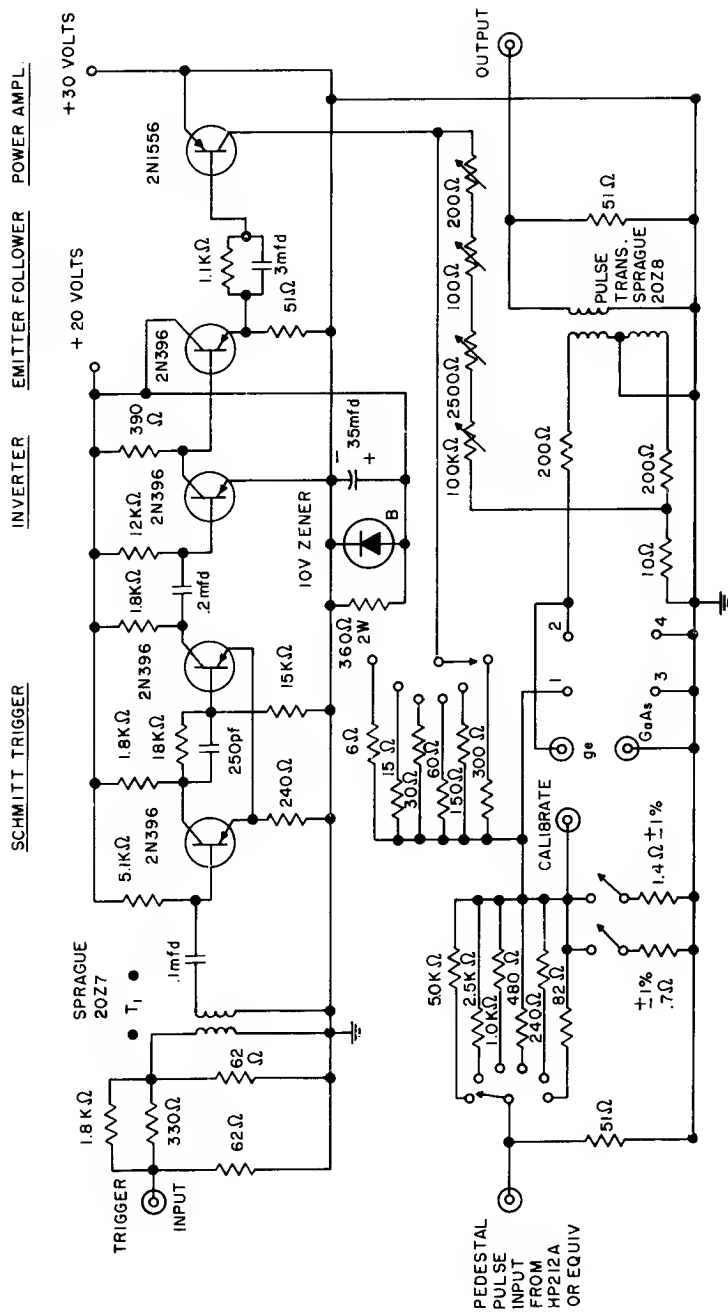 SCHMITT TRIGGER
INVERTER
EMITTER FOLLOWER
POWER AMPL.
+ 20 VOLTS
+30 VOLTS
SPRAGUE
20Z7
T1
1.8KΩ
330Ω
62
Ω
62Ω
TRIGGER
INPUT
.1mfd
5.1KΩ
2N396
240Ω
1.8KΩ
18KΩ
250pf
2N396
15KΩ
1.8KΩ
.2mfd
12KΩ
2N396
390
Ω
2N396
51Ω
1.1KΩ
3mfd
2N1556
10V ZENER
B
35mfd
−
+
360Ω
2W
6Ω
15
Ω
30Ω
60Ω
150Ω
300Ω
100KΩ
2500Ω
100Ω
200Ω
PEDESTAL
PULSE
INPUT
FROM
HP212A
OR EQUIV
51Ω
5.0KΩ
2.5KΩ
1.0KΩ
480Ω
240Ω
82Ω
CALIBRATE
±1%
.7Ω
1.4Ω±1%
ge
GaAs
1
2
3
4
200Ω
200Ω
10Ω
PULSE
TRANS.
SPRAGUE
20Z8
51Ω
OUTPUT